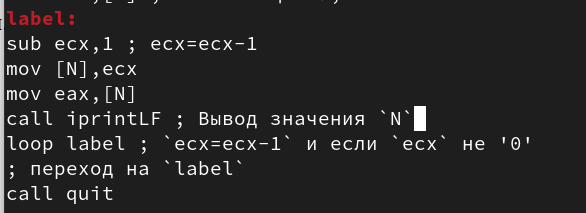 label:
sub ecx,1 ; ecx=ecx-1
mov [N],ecx
mov eax,[N]
call iprintLF ; Вывод значения `N`
loop label ; `ecx=ecx-1` и если `ecx` не '0'
; переход на `label`
call quit